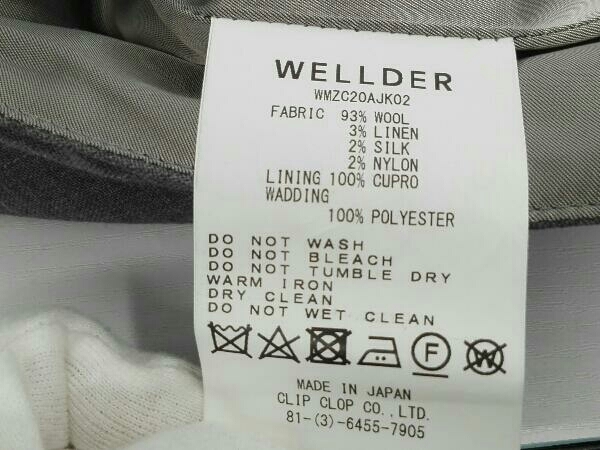 WELLDER
WMZC20AJK02
FABRIC 93% WOOL
3% LINEN
2% SILK
2% NYLON
LINING 100% CUPRO
WADDING
100% POLYESTER
DO NOT WASH
DO NOT BLEACH
DO NOT TUMBLE DRY
WARM IRON
DRY CLEAN
DO NOT WET CLEAN
F W
MADE IN JAPAN
CLIP CLOP CO., LTD.
81-(3)-6455-7905